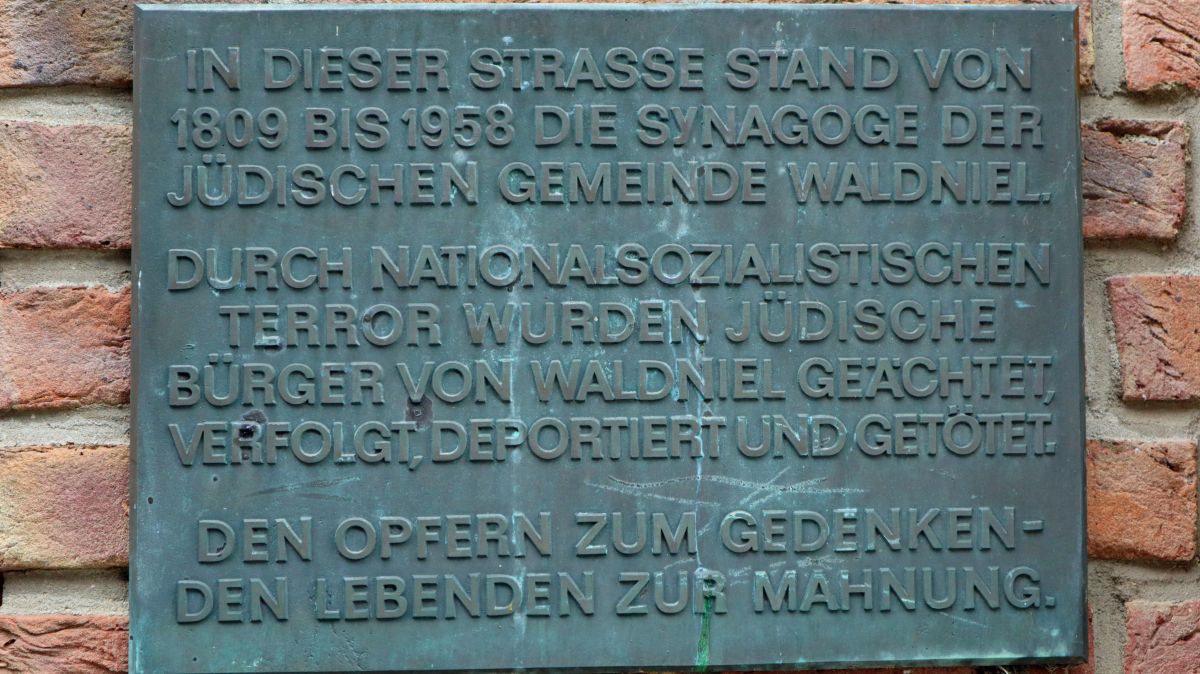 IN DIESER STRASSE STAND VON
1809 BIS 1958 DIE SYNAGOGE DER
JÜDISCHEN GEMEINDE WALDNIEL.
DURCH NATIONALSOZIALISTISCHEN
TERROR WURDEN JÜDISCHE
BÜRGER VON WALDNIEL GEÄCHTET,
VERFOLGT, DEPORTIERT UND GETÖTET.
DEN OPFERN ZUM GEDENKEN-
DEN LEBENDEN ZUR MAHNUNG.